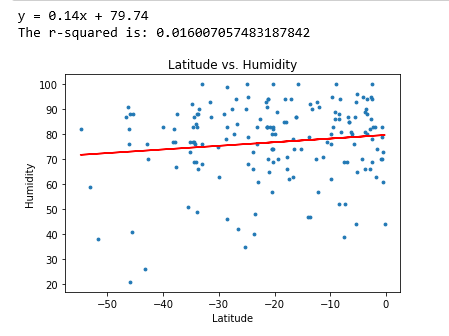 y = 0.14x + 79.74
The r-squared is: 0.016007057483187842
Latitude vs. Humidity
100
90
80
70
60
50
40
30
20
Humidity
−50 −40 −30 −20 −10 0
Latitude